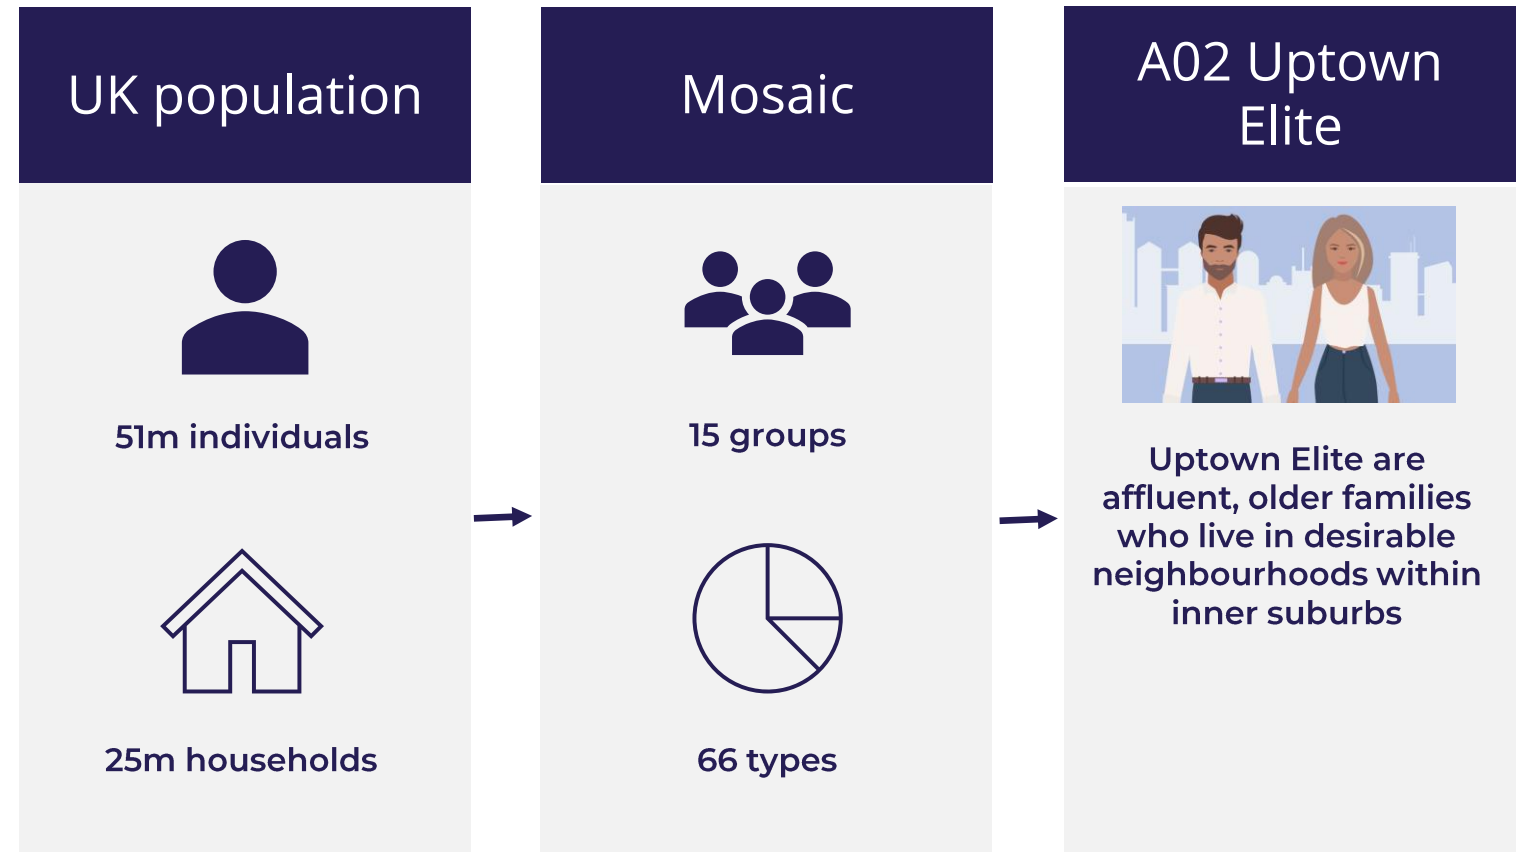 UK population
51m individuals
25m households
Mosaic
15 groups
66 types
A02 Uptown
Elite
Uptown Elite are
affluent, older families
who live in desirable
neighbourhoods within
inner suburbs